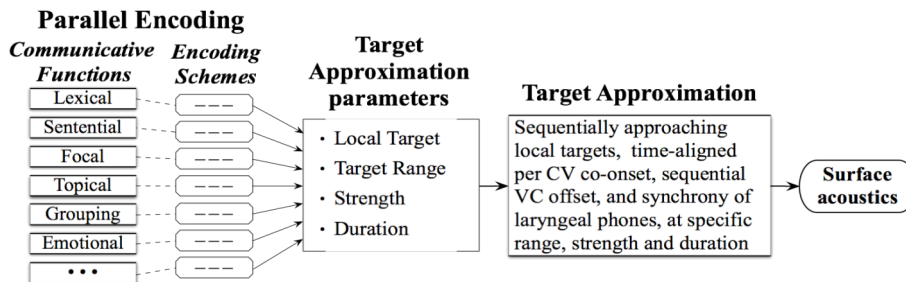 Parallel Encoding
Communicative
Functions
Encoding
Schemes
Lexical
Sentential
Focal
Topical
Grouping
Emotional
• • •
– – –
– – –
– – –
– – –
– – –
– – –
– – –
Target
Approximation
parameters
· Local Target
· Target Range
· Strength
· Duration
Target Approximation
Sequentially approaching
local targets, time-aligned
per CV co-onset, sequential
VC offset, and synchrony of
laryngeal phones, at specific
range, strength and duration
Surface
acoustics